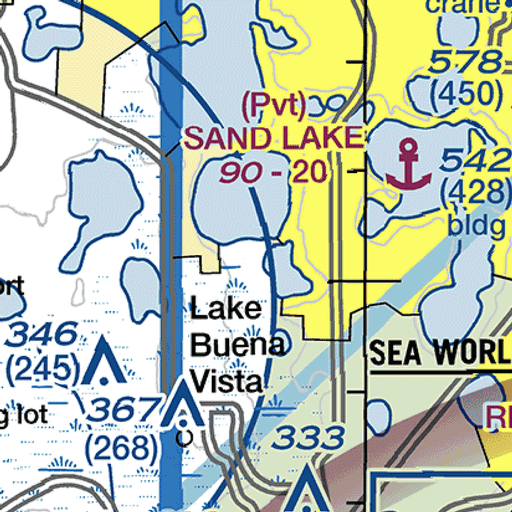 crane
578
(450)
(Pvt)
SAND LAKE
90 - 20
542
(428)
bldg
ort
Lake
Buena
Vista
346
(245)
SEA WORL
g lot
367
(268)
333
RE